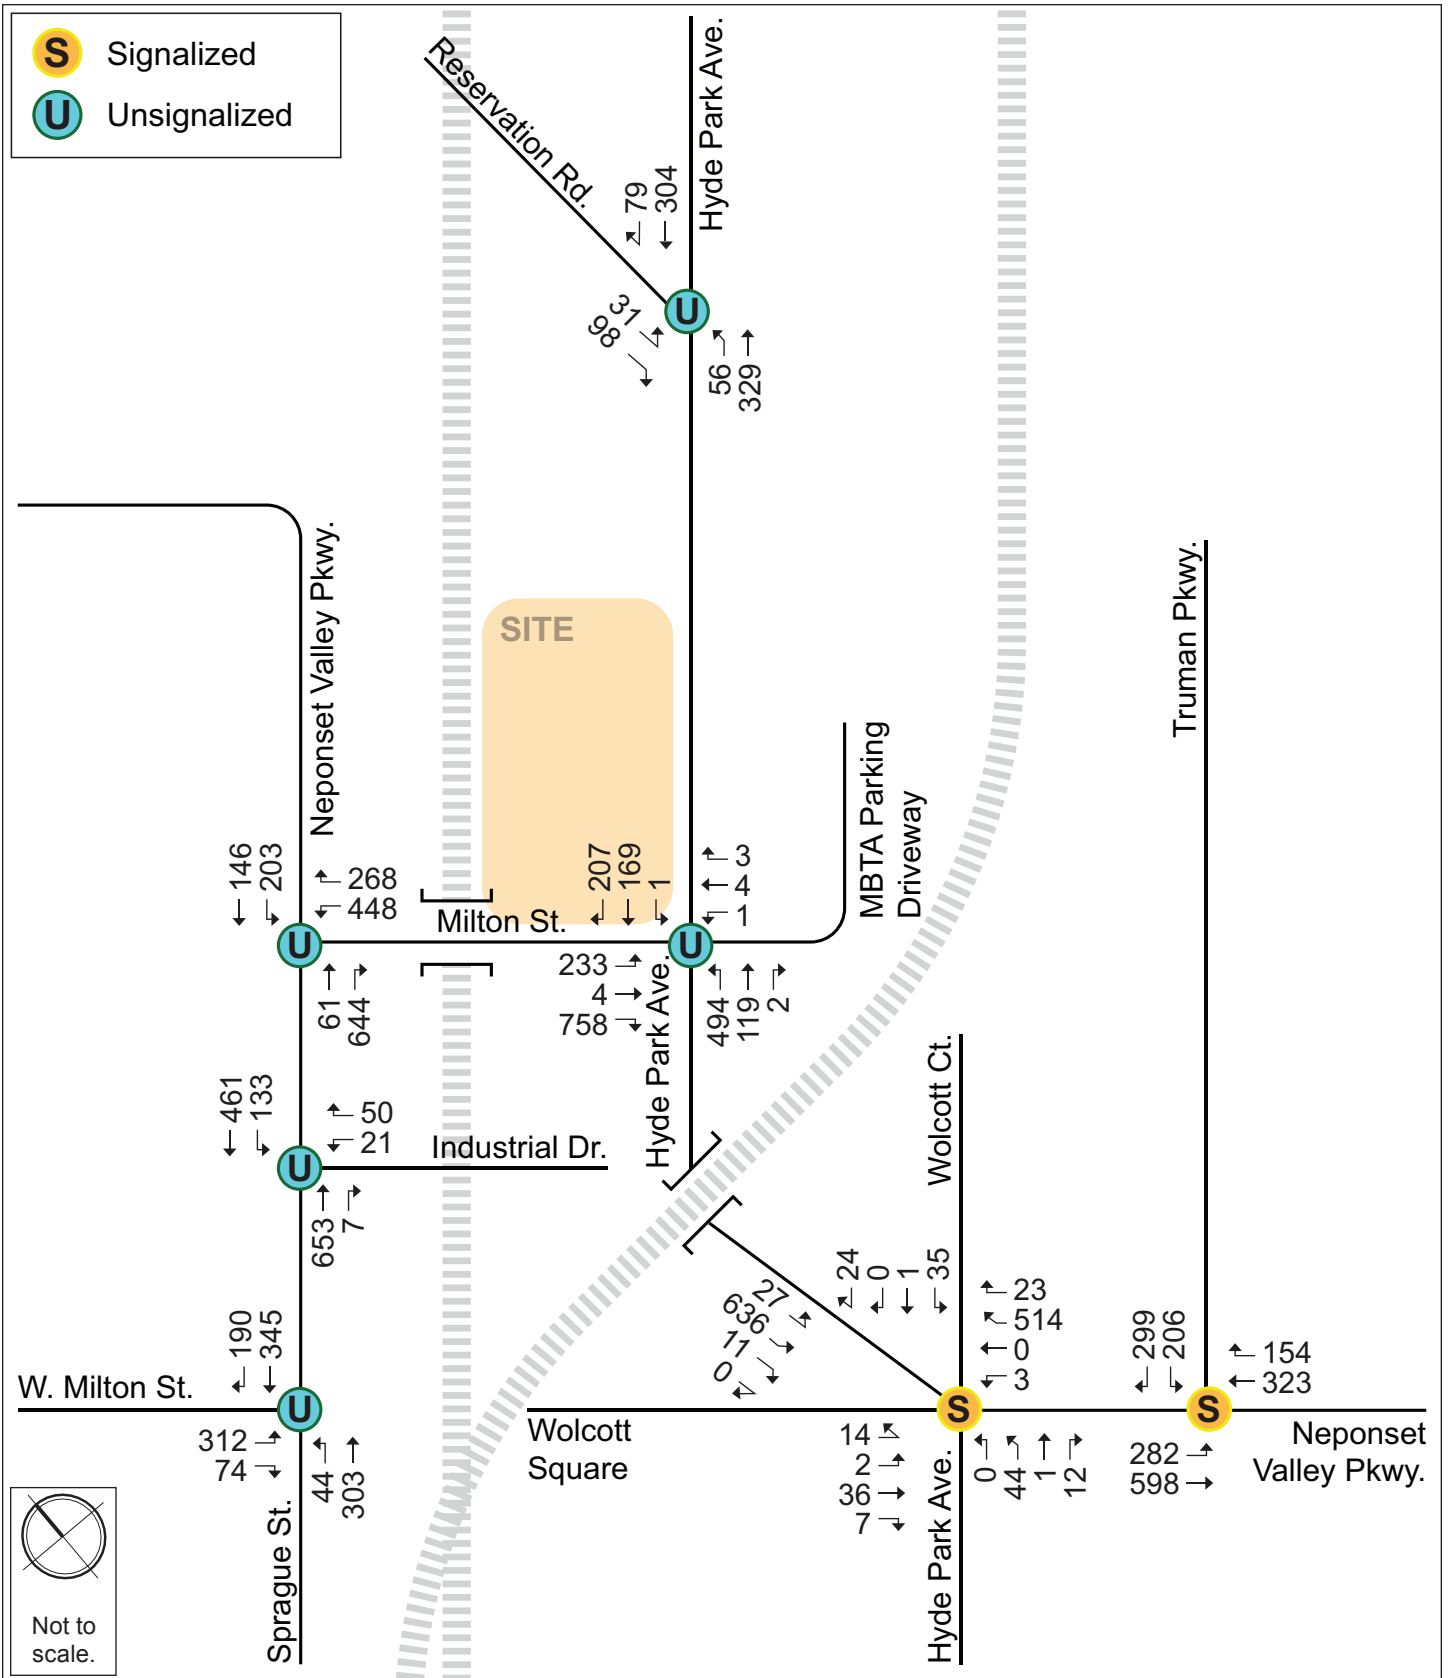 S Signalized
U Unsignalized
Reservation Rd.
Hyde Park Ave.
79
304
U
31
98
56
329
Neponset Valley Pkwy.
SITE
Truman Pkwy.
MBTA Parking
Driveway
146
203
268
448
207
169
1
3
4
1
Milton St.
U
U
61
644
233
4
758
494
119
2
Hyde Park Ave.
Wolcott Ct.
461
133
50
21
U
Industrial Dr.
653
7
190
345
W. Milton St.
U
312
74
44
303
Sprague St.
27
636
11
0
24
0
1
35
23
514
0
3
299
206
154
323
S
S
Wolcott
Square
14
2
36
7
0
44
1
12
Hyde Park Ave.
282
598
Neponset
Valley Pkwy.
Not to
scale.